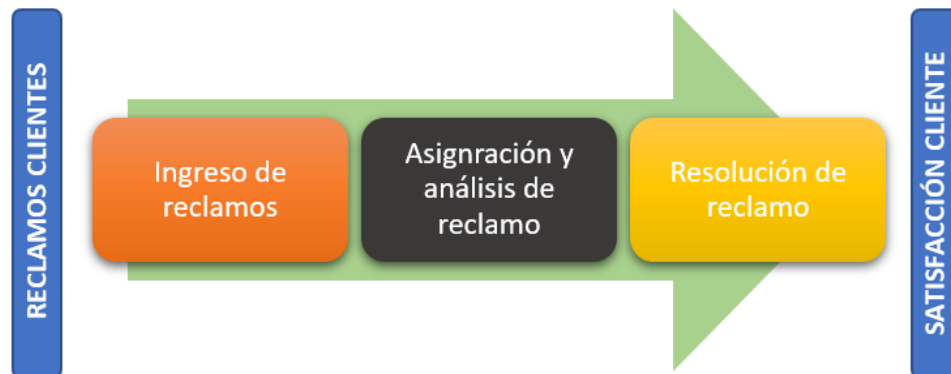 RECLAMOS CLIENTES
Ingreso de
reclamos
Asignración y
análisis de
reclamo
Resolución de
reclamo
SATISFACCIÓN CLIENTE